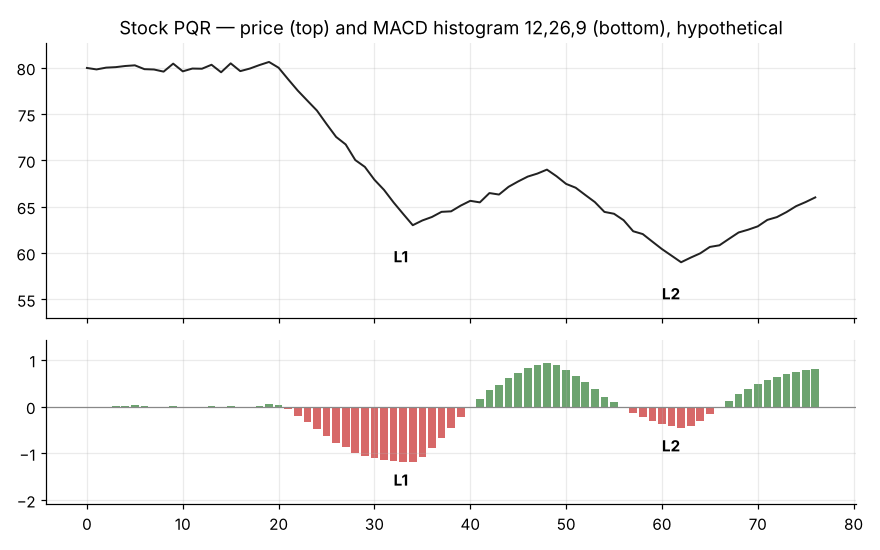 Stock PQR — price (top) and MACD histogram 12,26,9 (bottom), hypothetical
80
75
70
65
60
55
L1
L2
1
0
−1
−2
L1
L2
0 10 20 30 40 50 60 70 80